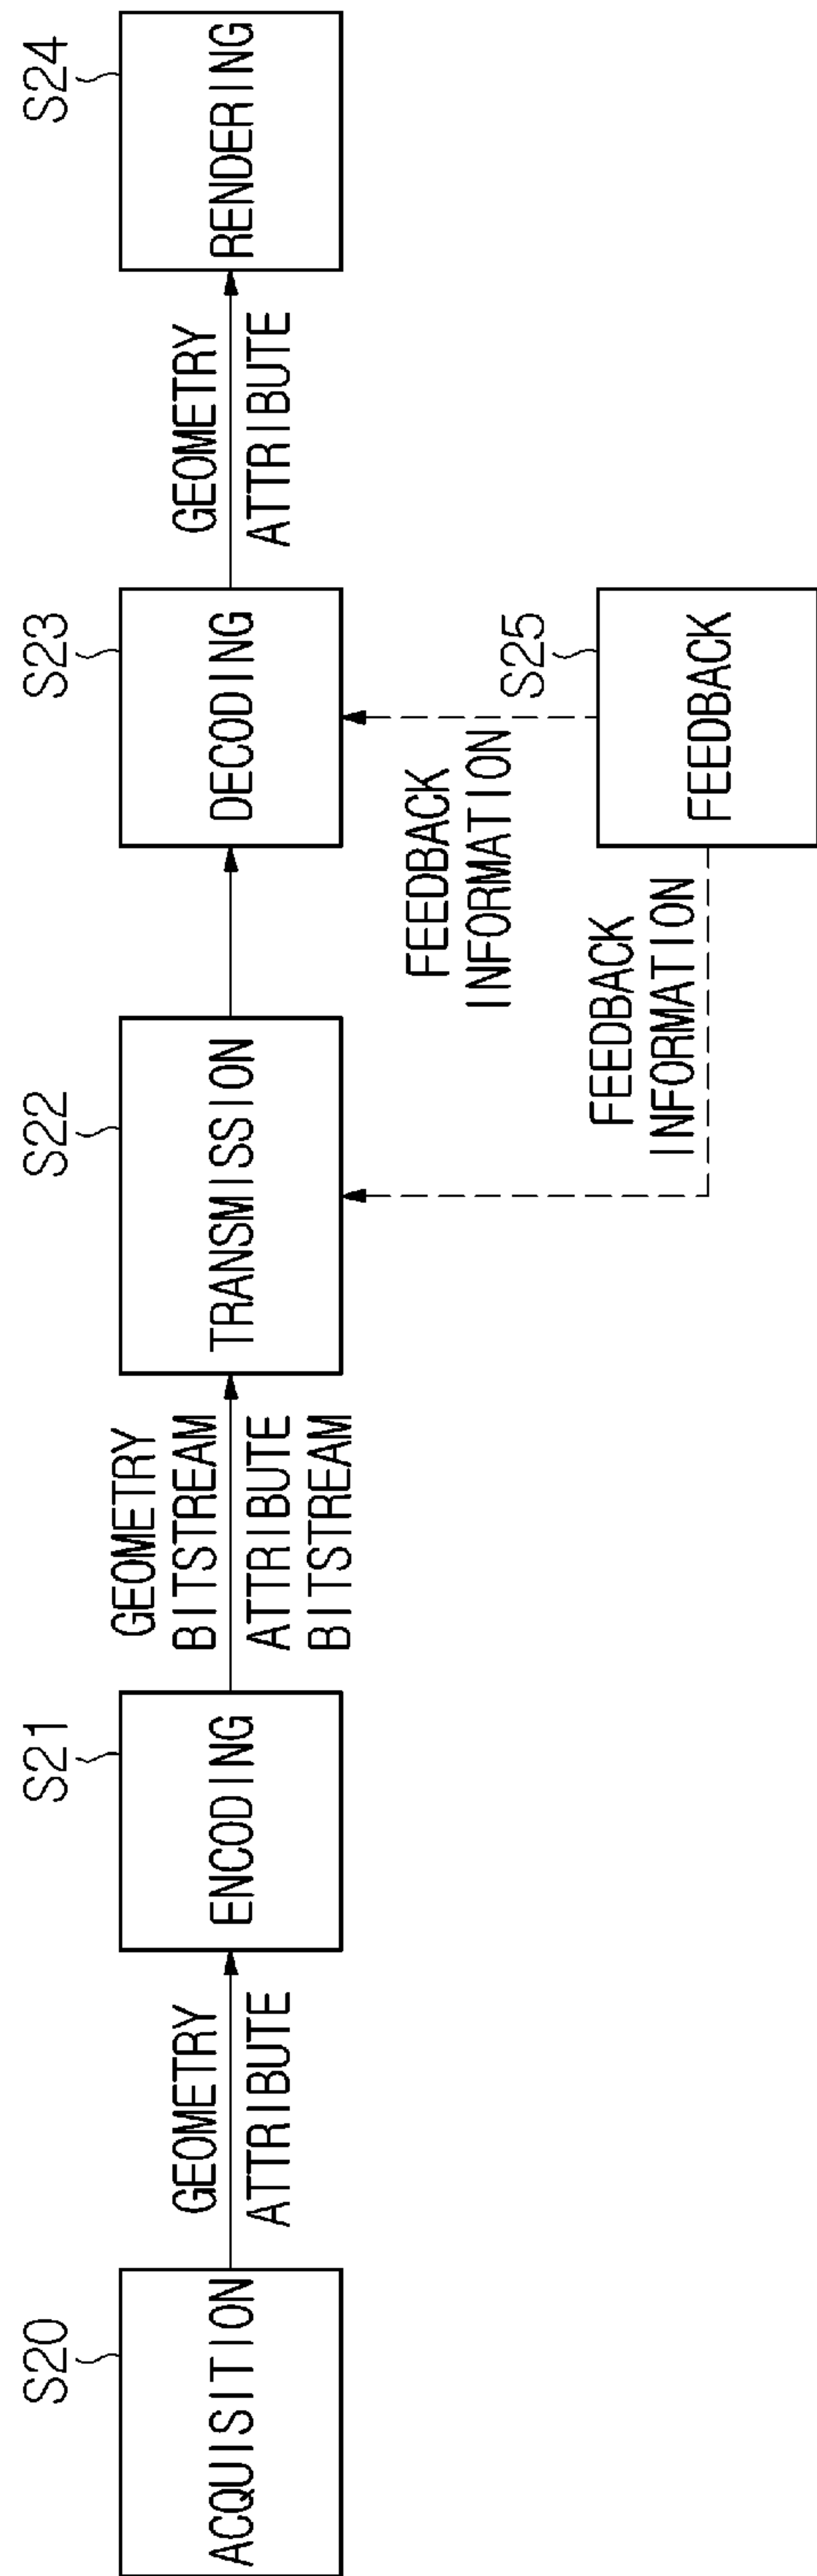 S20
ACQUISITION
GEOMETRY
ATTRIBUTE
S21
ENCODING
GEOMETRY
BITSTREAM
ATTRIBUTE
BITSTREAM
S22
TRANSMISSION
S23
DECODING
GEOMETRY
ATTRIBUTE
S24
RENDERING
FEEDBACK
INFORMATION
FEEDBACK
INFORMATION
S25
FEEDBACK